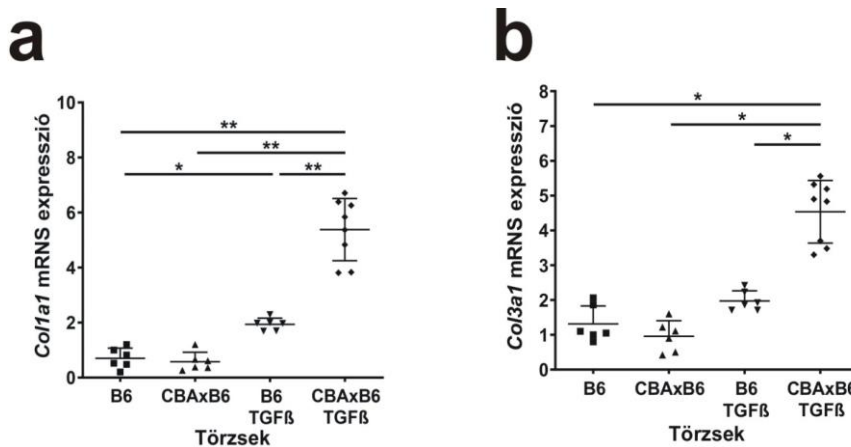 a
Col1a1 mRNS expresszió
10
8
6
4
2
0
**
**
*
**
B6
CBAxB6
B6
TGFß
CBAxB6
TGFß
Törzsek
b
Col3a1 mRNS expresszió
8
7
6
5
4
3
2
1
0
*
*
*
B6
CBAxB6
B6
TGFß
CBAxB6
TGFß
Törzsek